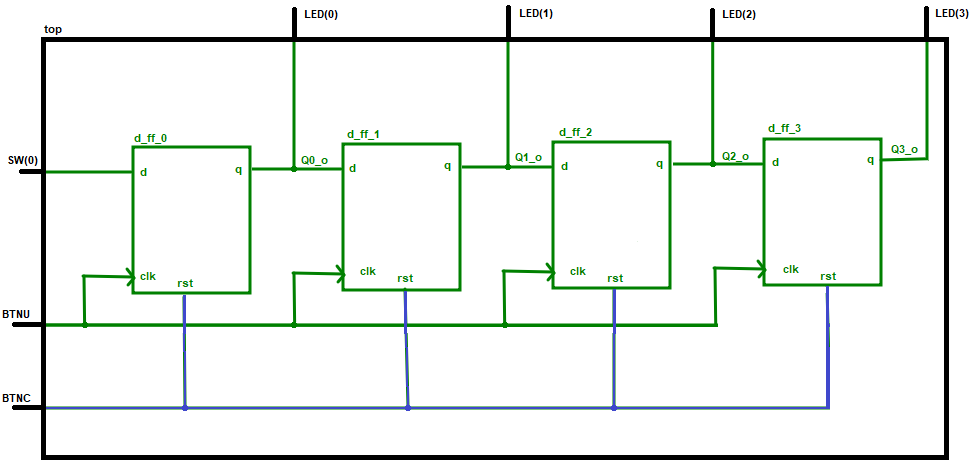 LED(0)
LED(1)
LED(2)
LED(3)
top
d_ff_0
d_ff_1
d_ff_2
d_ff_3
SW(0)
d
q
Q0_o
d
q
Q1_o
d
q
Q2_o
d
q
Q3_o
clk
rst
clk
rst
clk
rst
clk
rst
BTNU
BTNC